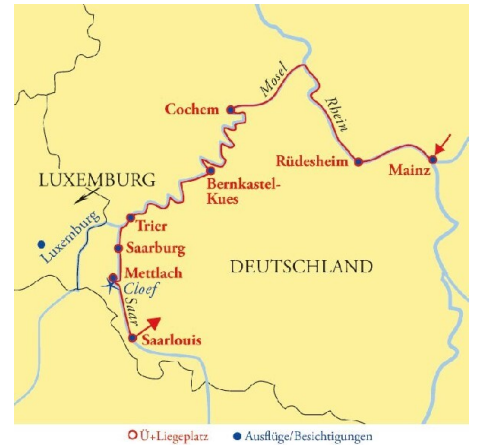 Mosel
Rhein
Cochem
Rüdesheim
Mainz
Bernkastel-
Kues
LUXEMBURG
Trier
Luxemburg
Saarburg
DEUTSCHLAND
Mettlach
Cloef
Saar
Saarlouis
Ü+Liegeplatz
Ausflüge/Besichtigungen